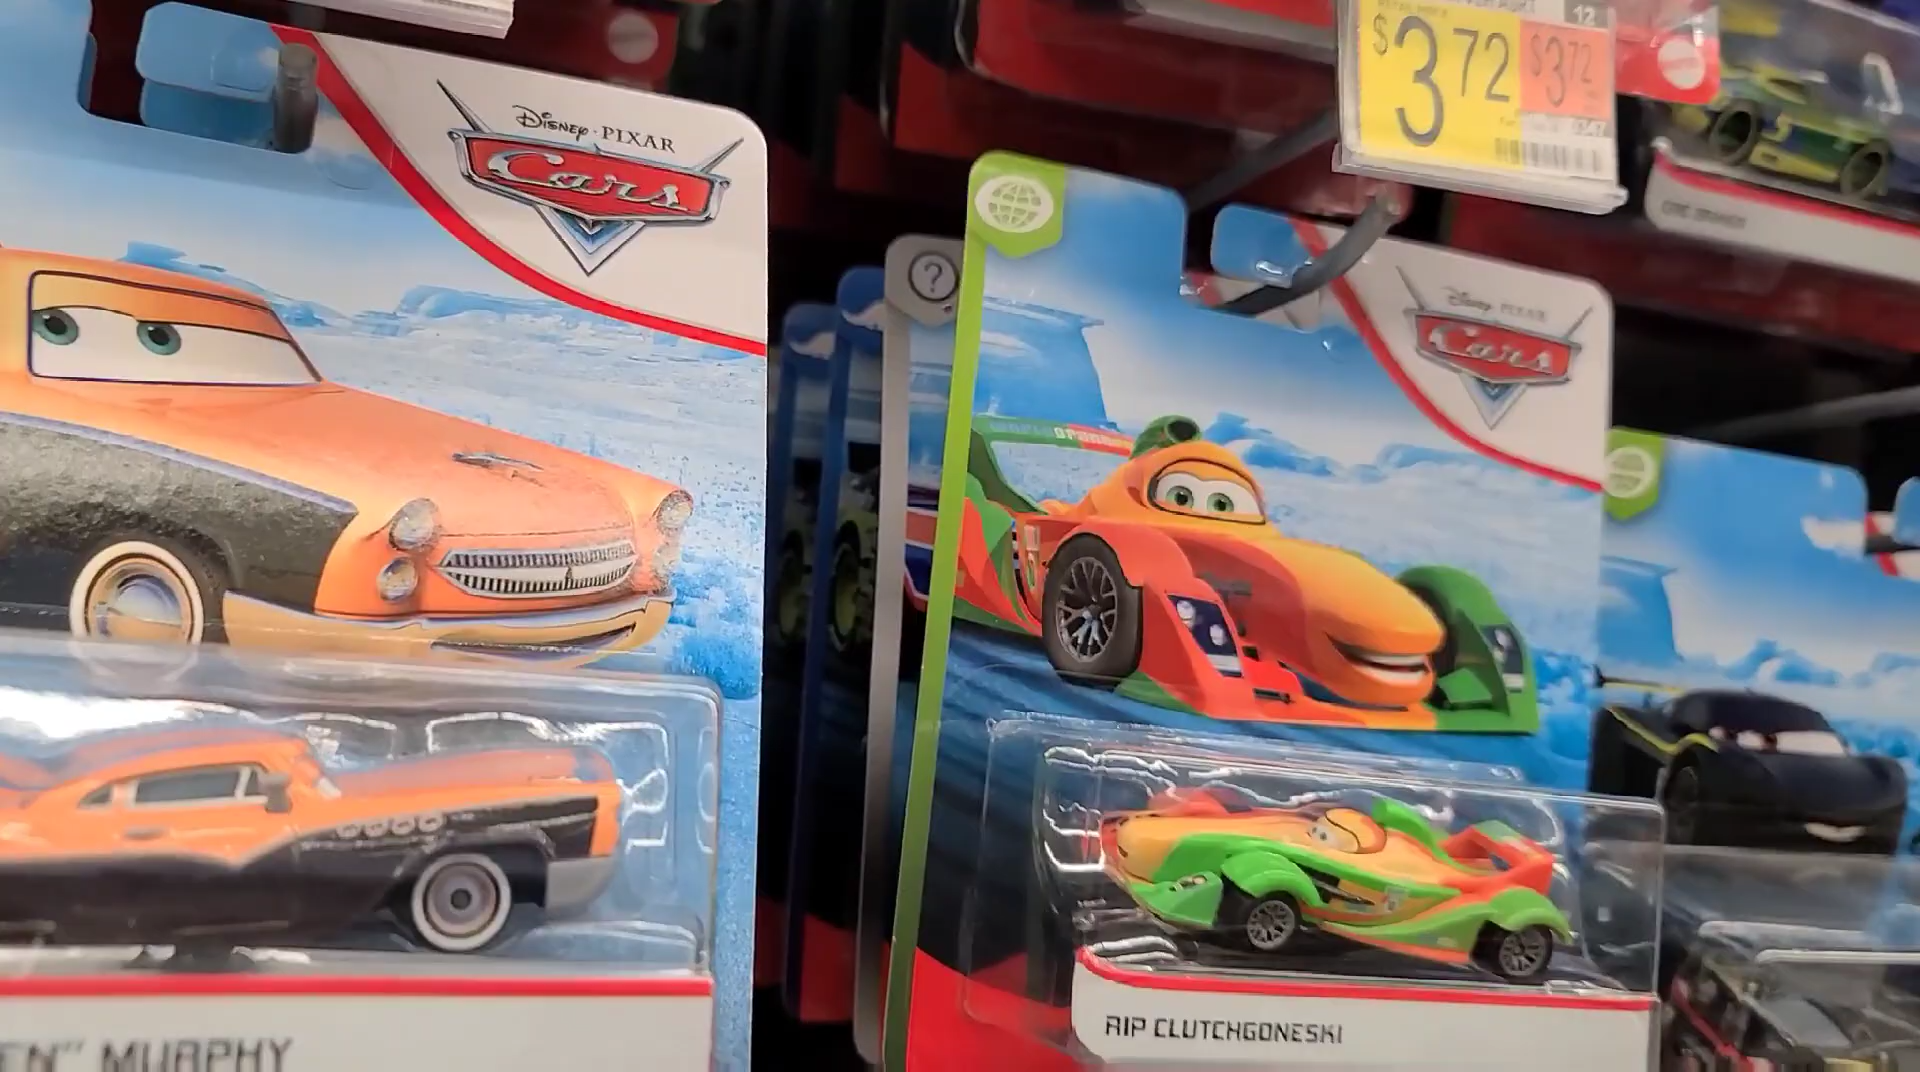 Disney·PIXAR
Cars
EN" MURPHY
$3 72
$3 72
12
?
Disney PIXAR
Cars
RIP CLUTCHGONESKI